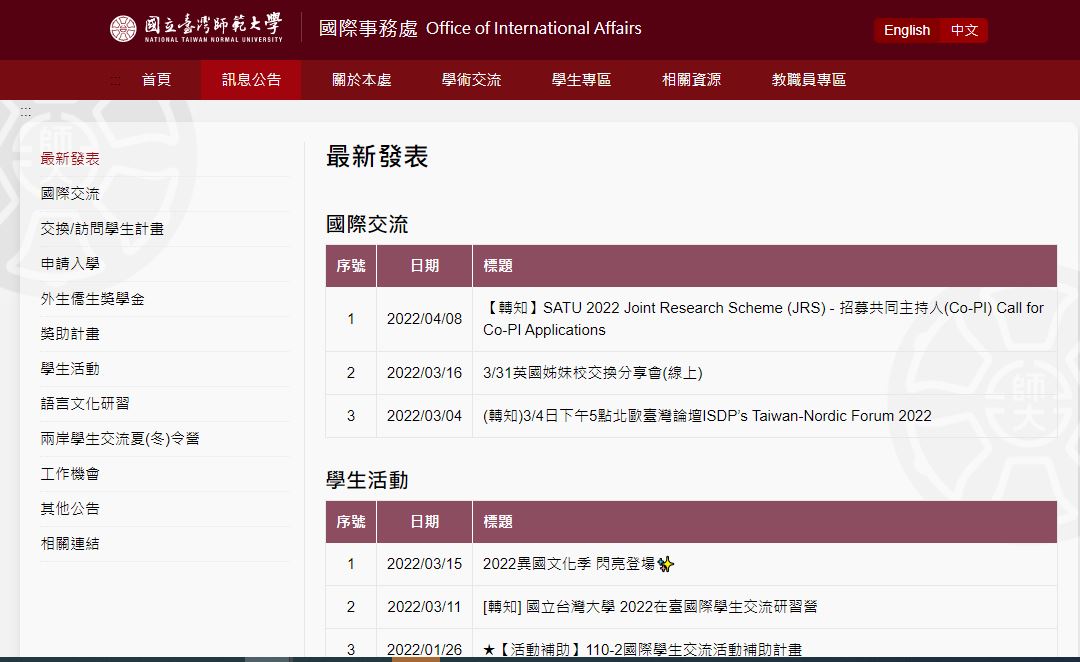 國立臺灣師範大學
NATIONAL TAIWAN NORMAL UNIVERSITY
國際事務處 Office of International Affairs
English 中文
::: 首頁 訊息公告 關於本處 學術交流 學生專區 相關資源 教職員專區
:::
最新發表
國際交流
交換/訪問學生計畫
申請入學
外生僑生獎學金
獎助計畫
學生活動
語言文化研習
兩岸學生交流夏(冬)令營
工作機會
其他公告
相關連結
最新發表
國際交流
序號 日期 標題
1 2022/04/08 【轉知】SATU 2022 Joint Research Scheme (JRS) - 招募共同主持人(Co-PI) Call for
Co-PI Applications
2 2022/03/16 3/31英國姊妹校交換分享會(線上)
3 2022/03/04 (轉知)3/4日下午5點北歐臺灣論壇ISDP's Taiwan-Nordic Forum 2022
學生活動
序號 日期 標題
1 2022/03/15 2022異國文化季 閃亮登場✨
2 2022/03/11 [轉知] 國立台灣大學 2022在臺國際學生交流研習營
3 2022/01/26 ★【活動補助】110-2國際學生交流活動補助計畫
師大
師大